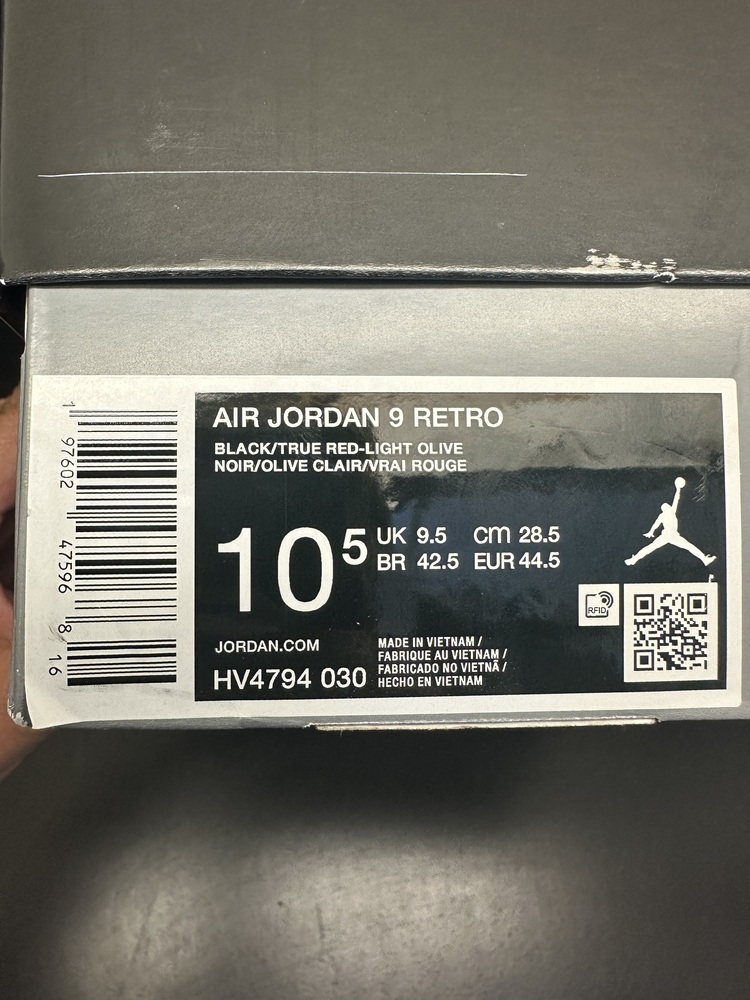 AIR JORDAN 9 RETRO
BLACK/TRUE RED-LIGHT OLIVE
NOIR/OLIVE CLAIR/VRAI ROUGE
10 5
UK 9.5 CM 28.5
BR 42.5 EUR 44.5
RFID
JORDAN.COM
HV4794 030
MADE IN VIETNAM /
FABRIQUE AU VIETNAM /
FABRICADO NO VIETNÃ /
HECHO EN VIETNAM
1 97602 47596 8 16